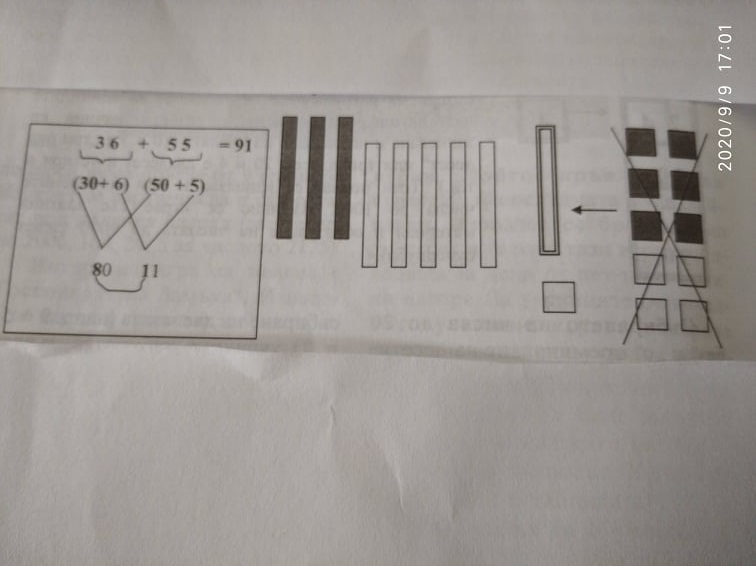 36 + 55 = 91
(30+ 6) (50 + 5)
80 11
2020/9/9 17:01